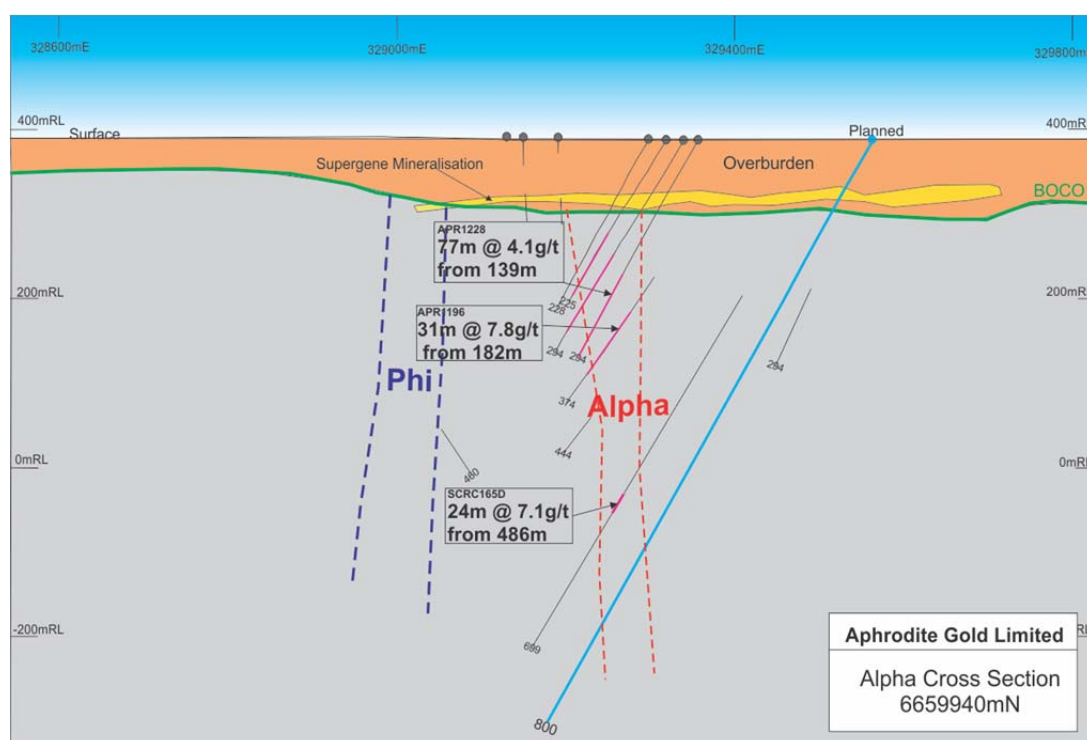 328600mE
329000mE
329400mE
329800mE
400mRL
Surface
Planned
400mRL
Supergene Mineralisation
Overburden
BOCO
APR1228
77m @ 4.1g/t
from 139m
225
228
200mRL
200mRL
APR1196
31m @ 7.8g/t
from 182m
294
294
294
374
Phi
Alpha
444
460
0mRL
0mRL
SCRC165D
24m @ 7.1g/t
from 486m
-200mRL
-200mRL
699
800
Aphrodite Gold Limited
Alpha Cross Section
6659940mN